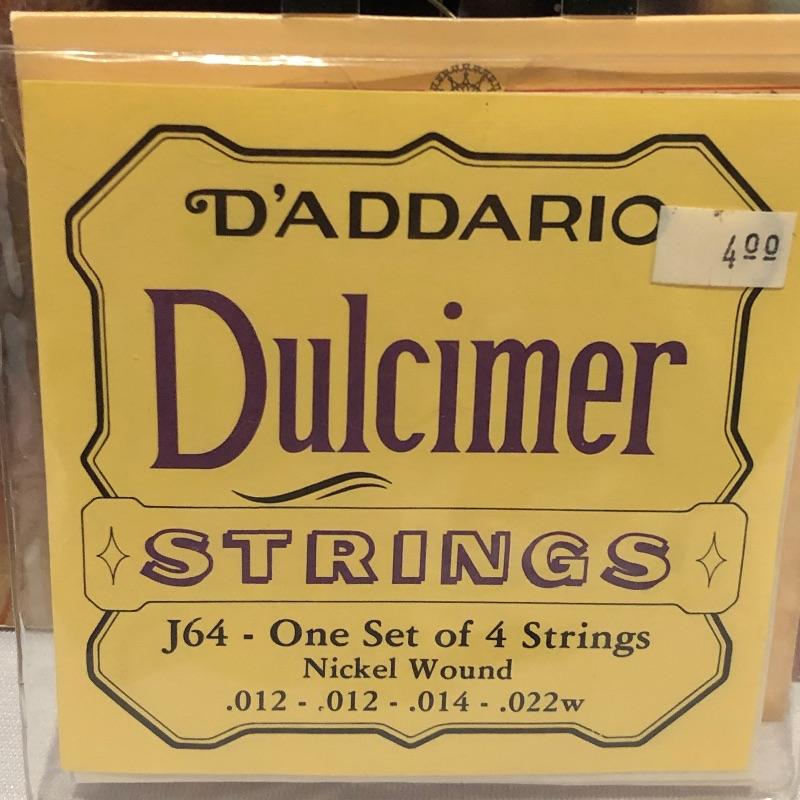 D'ADDARIO
4 00
Dulcimer
STRINGS
J64 - One Set of 4 Strings
Nickel Wound
.012 - .012 - .014 - .022w